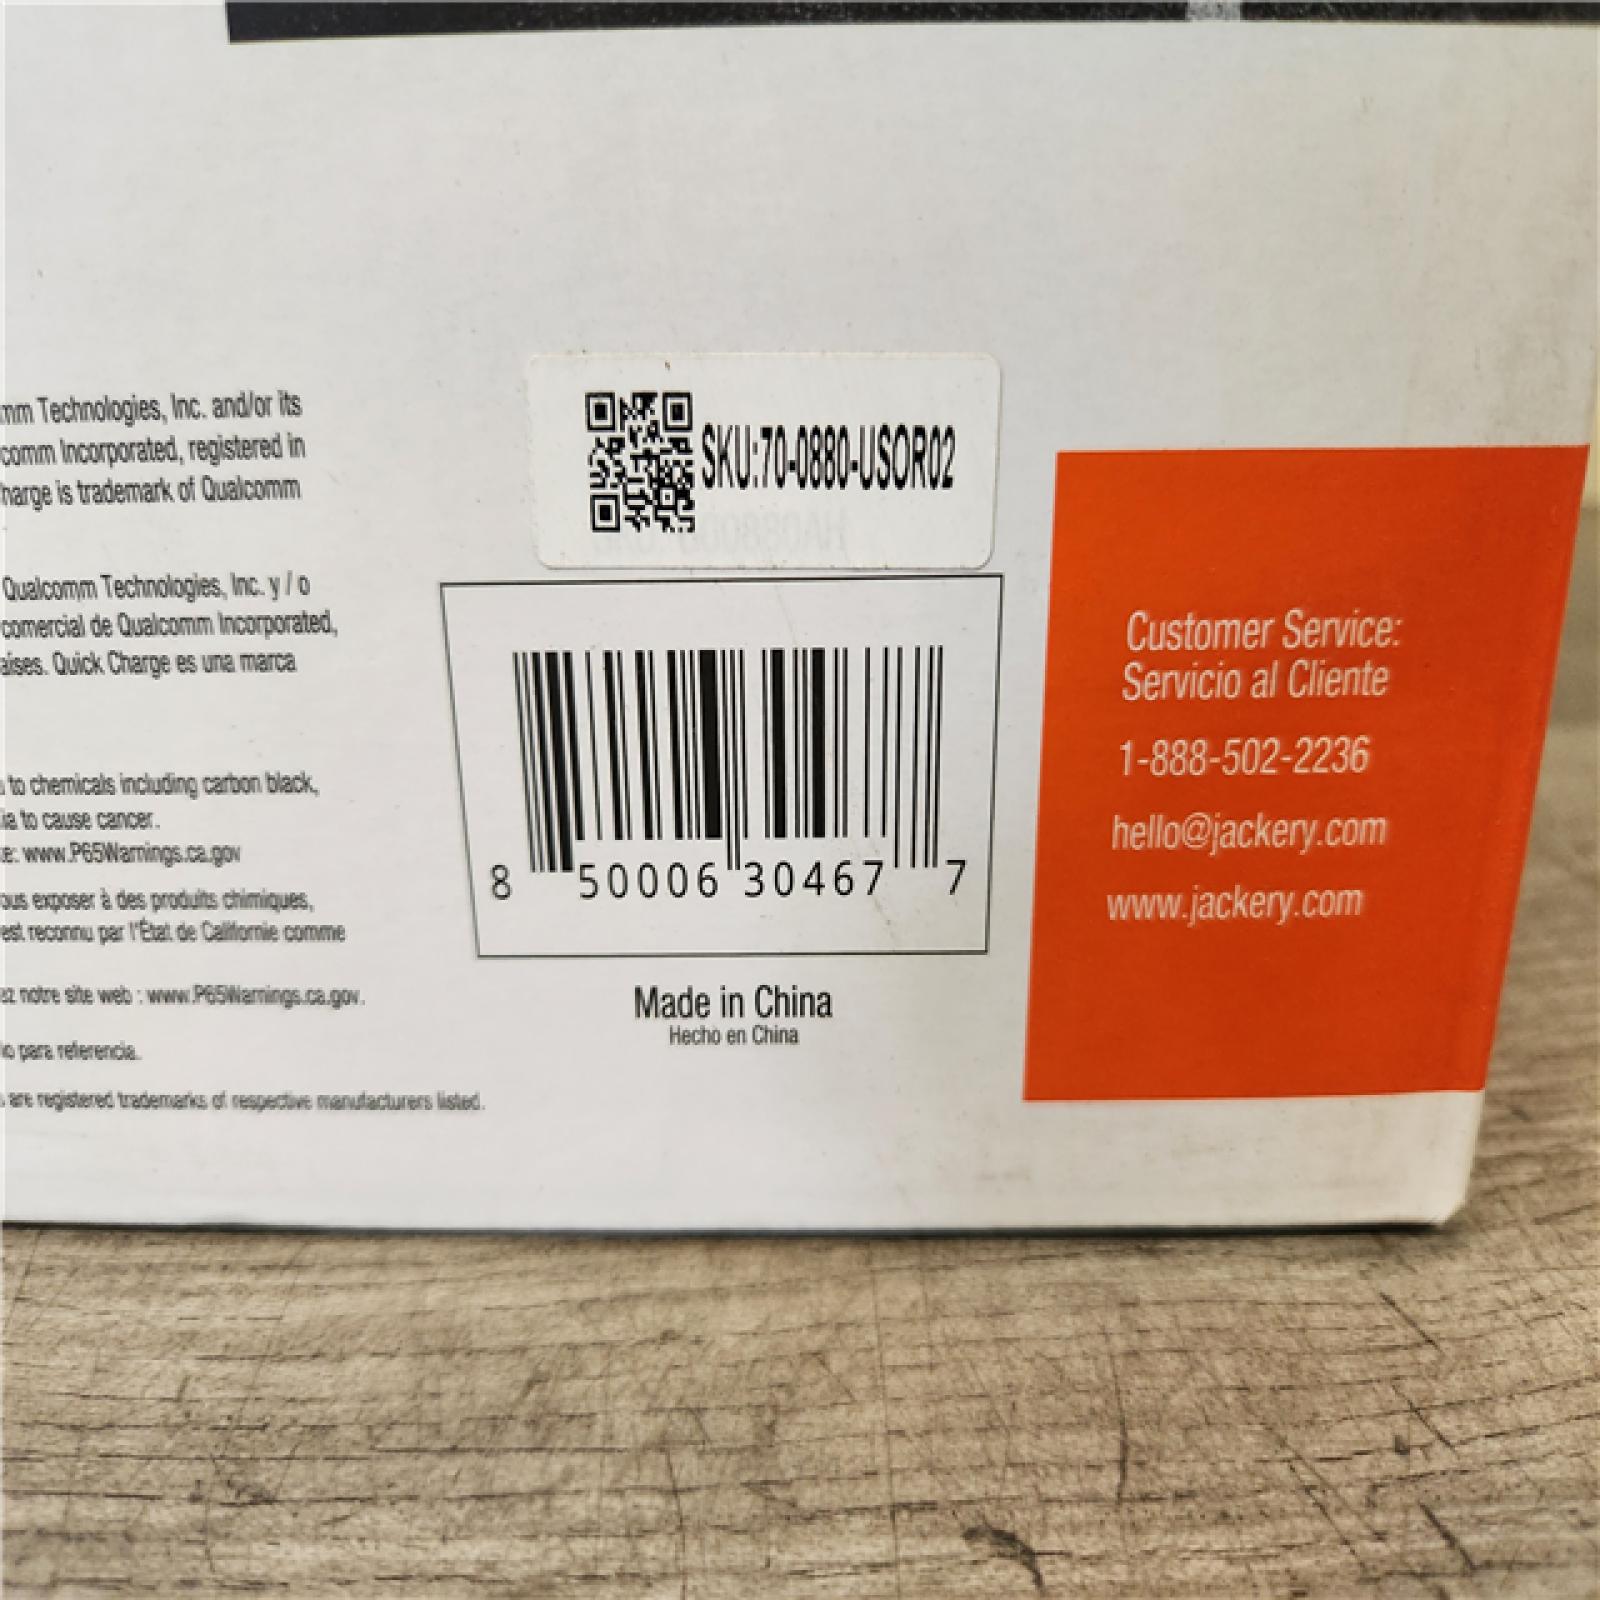 mm Technologies, Inc. and/or its
comm Incorporated, registered in
harge is trademark of Qualcomm
Qualcomm Technologies, Inc. y / o
comercial de Qualcomm Incorporated,
aises. Quick Charge es una marca
to chemicals including carbon black,
ia to cause cancer.
e: www.P65Warnings.ca.gov
ous exposer à des produits chimiques,
est reconnu par l'État de Californie comme
ez notre site web : www.P65Warnings.ca.gov.
io para referencia.
are registered trademarks of respective manufacturers listed.
SKU:70-0880-USOR02
8 50006 30467 7
Made in China
Hecho en China
Customer Service:
Servicio al Cliente
1-888-502-2236
hello@jackery.com
www.jackery.com